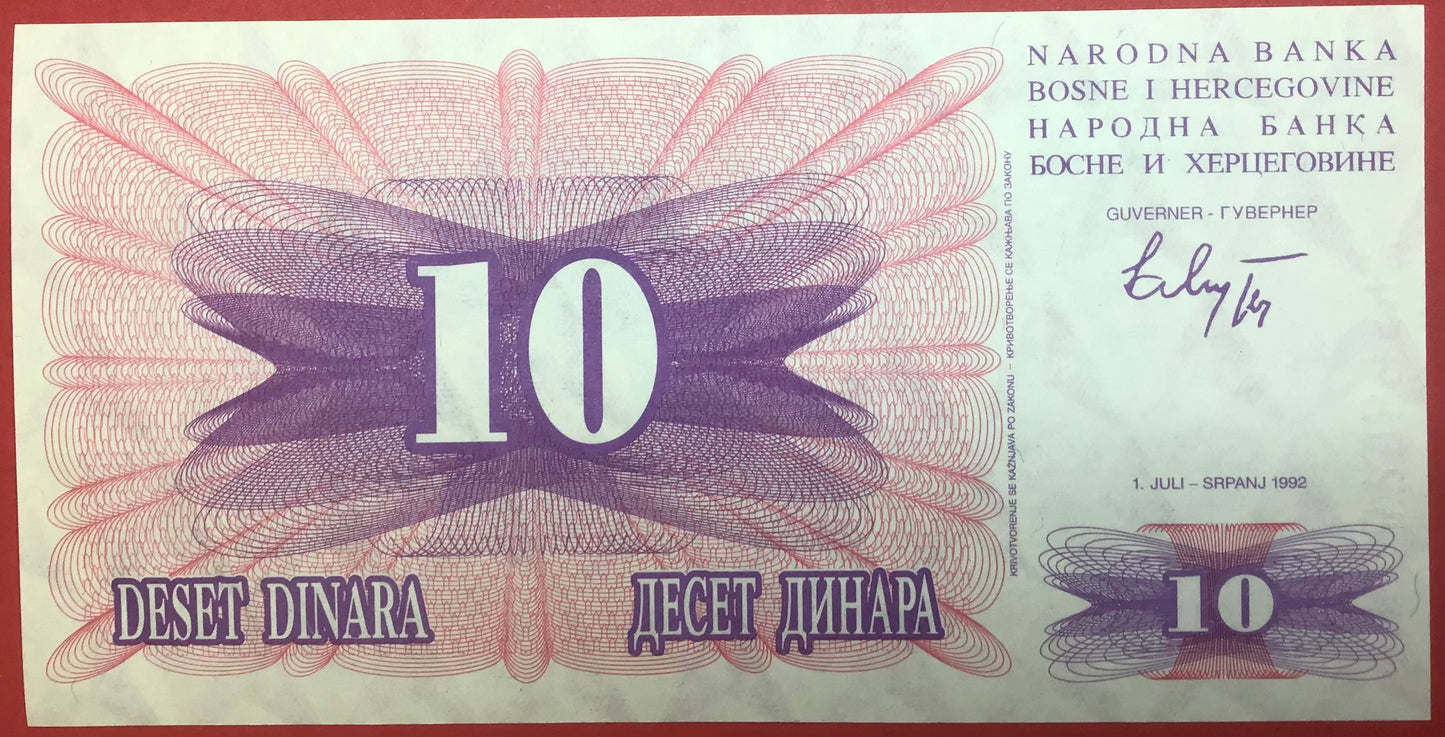 10
DESET DINARA
ДЕСЕТ ДИНАРА
KRIVOTVORENJE SE KAŽNJAVA PO ZAKONU – КРИВОТВОРЕЊЕ СЕ КАЖЊАВА ПО ЗАКОНУ
NARODNA BANKA
BOSNE I HERCEGOVINE
НАРОДНА БАНКА
БОСНЕ И ХЕРЦЕГОВИНЕ
GUVERNER - ГУВЕРНЕР
1. JULI – SRPANJ 1992
10